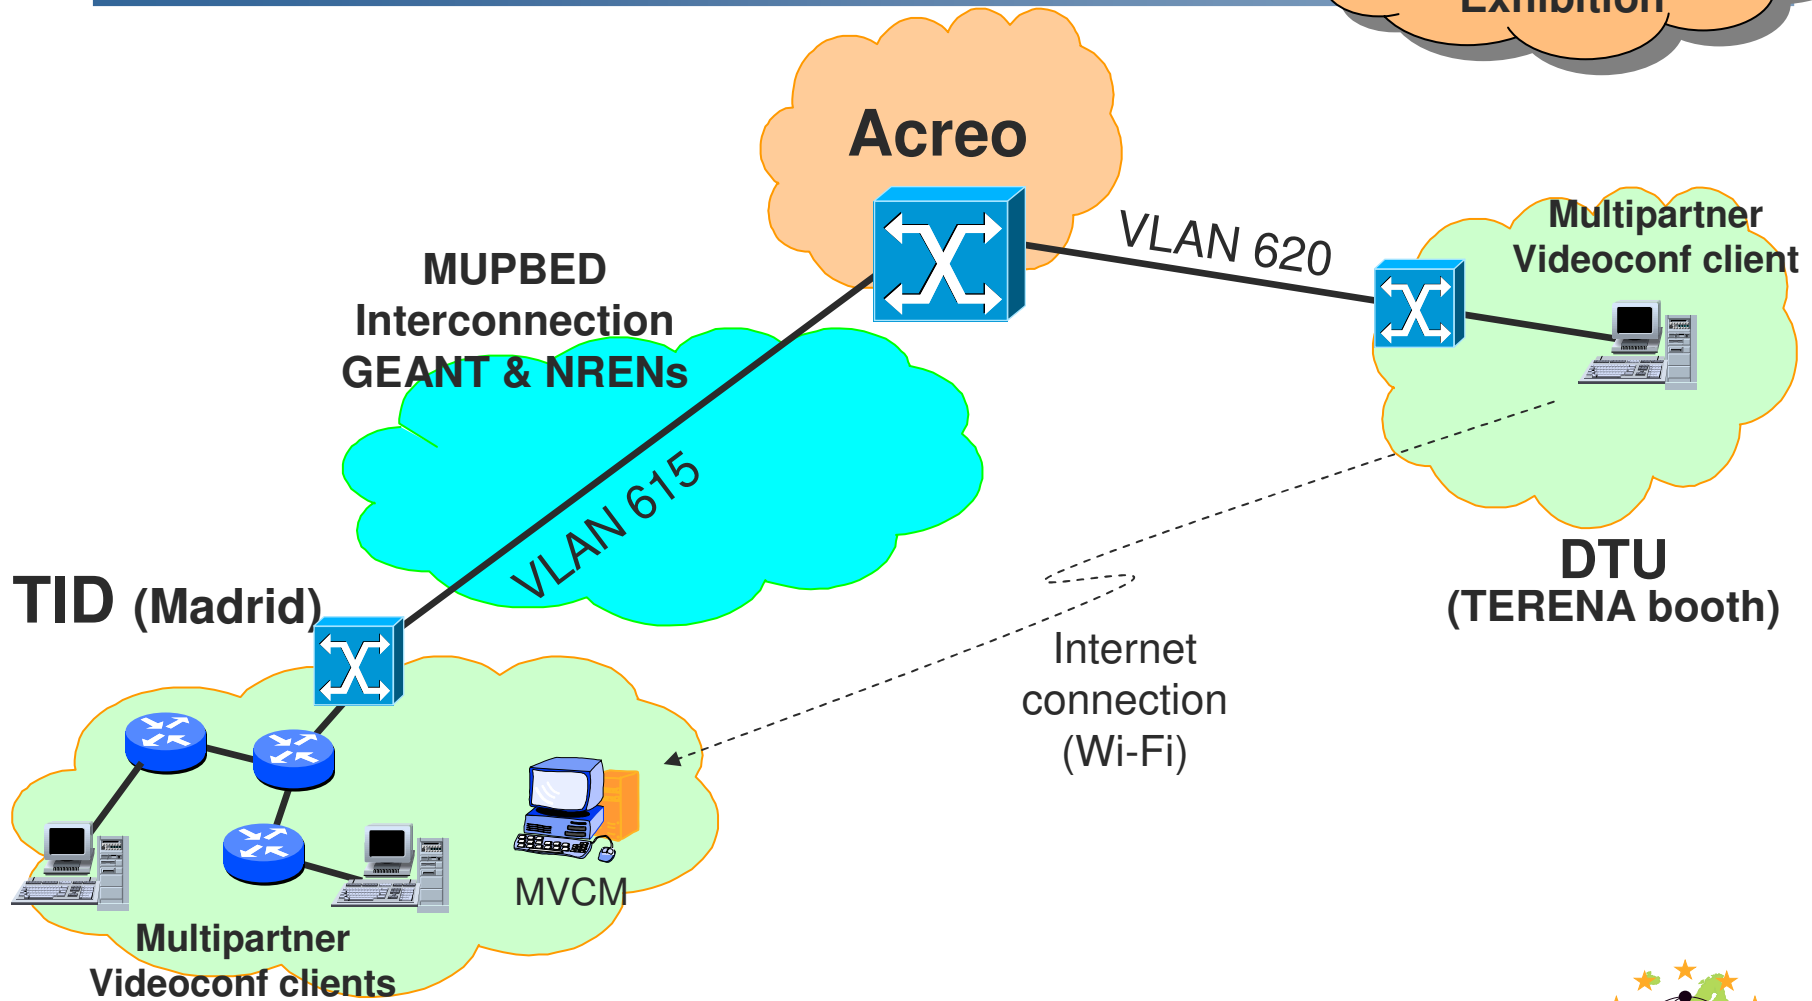 Exhibition
Acreo
VLAN 620
Multipartner
Videoconf client
MUPBED
Interconnection
GEANT & NRENs
VLAN 615
DTU
(TERENA booth)
TID (Madrid)
Internet
connection
(Wi-Fi)
MVCM
Multipartner
Videoconf clients